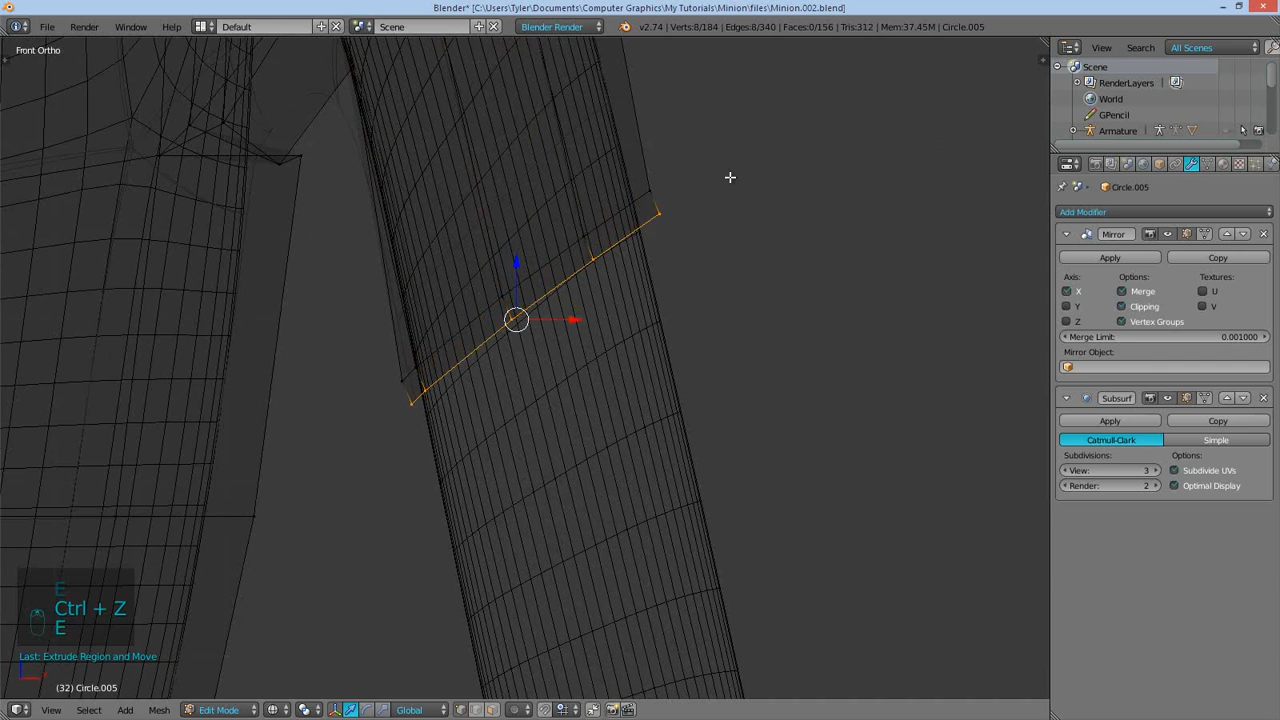 Blender* [C:\Users\Tyler\Documents\Computer Graphics\My Tutorials\Minion\files\Minion.002.blend]
File Render Window Help Default Scene Blender Render v2.74 | Verts:8/184 | Edges:8/340 | Faces:0/156 | Tris:312 | Mem:37.45M | Circle.005
Front Ortho
View Search All Scenes
Scene
RenderLayers
World
GPencil
Armature
Circle.005
Add Modifier
Mirror
Apply Copy
Axis: Options: Textures:
X Merge U
Y Clipping V
Z Vertex Groups
Merge Limit: 0.001000
Mirror Object:
Subsurf
Apply Copy
Catmull-Clark Simple
Subdivisions: Options:
View: 3 Subdivide UVs
Render: 2 Optimal Display
E
Ctrl + Z
E
Last: Extrude Region and Move
(32) Circle.005
View Select Add Mesh Edit Mode Global